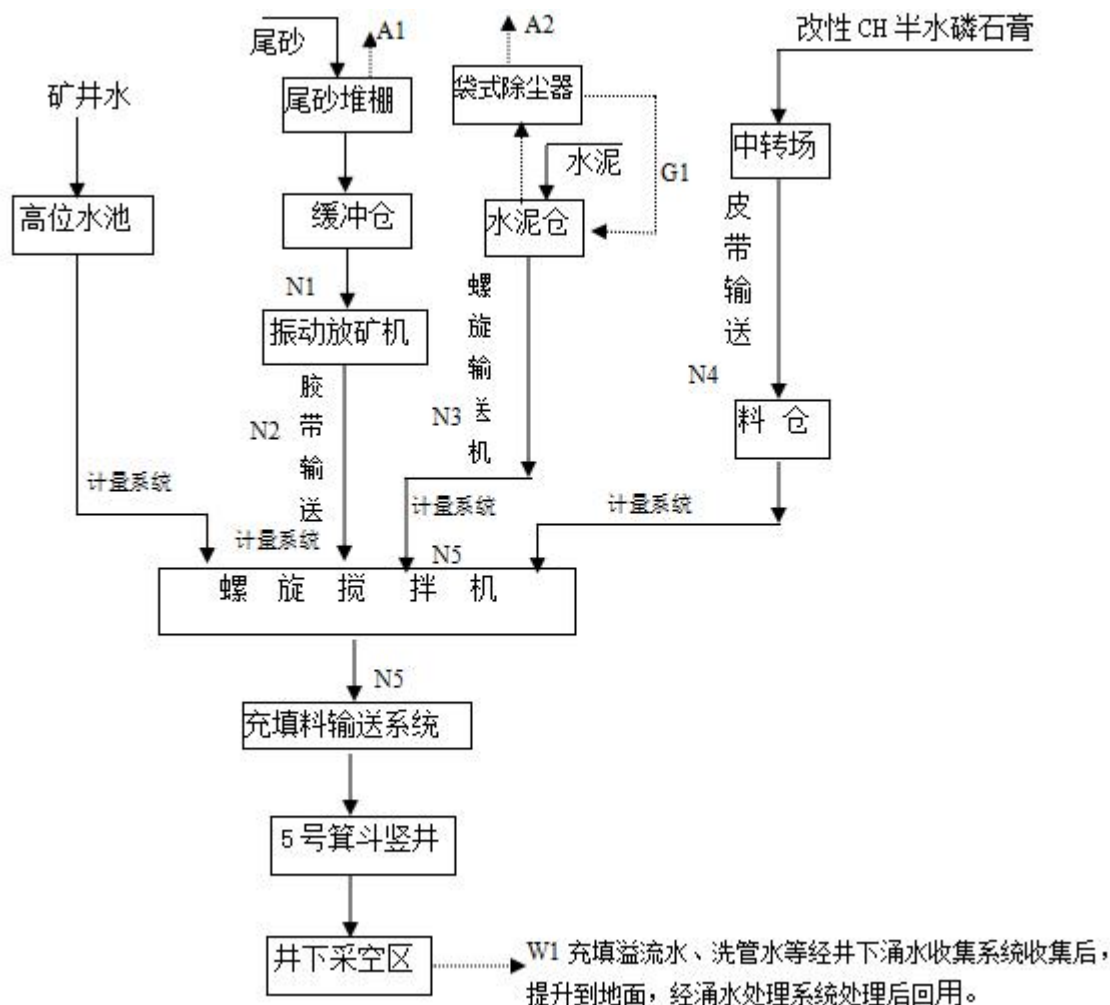 尾砂
A1
A2
改性 CH 半水磷石膏
矿井水
尾砂堆棚
袋式除尘器
中转场
水泥
G1
高位水池
缓冲仓
水泥仓
皮带输送
N1
螺旋输送机
振动放矿机
胶带输送
N2
N3
N4
料 仓
计量系统
计量系统
计量系统
计量系统
N5
螺 旋 搅 拌 机
N5
充填料输送系统
5 号箕斗竖井
井下采空区
W1 充填溢流水、洗管水等经井下涌水收集系统收集后，
提升到地面，经涌水处理系统处理后回用。